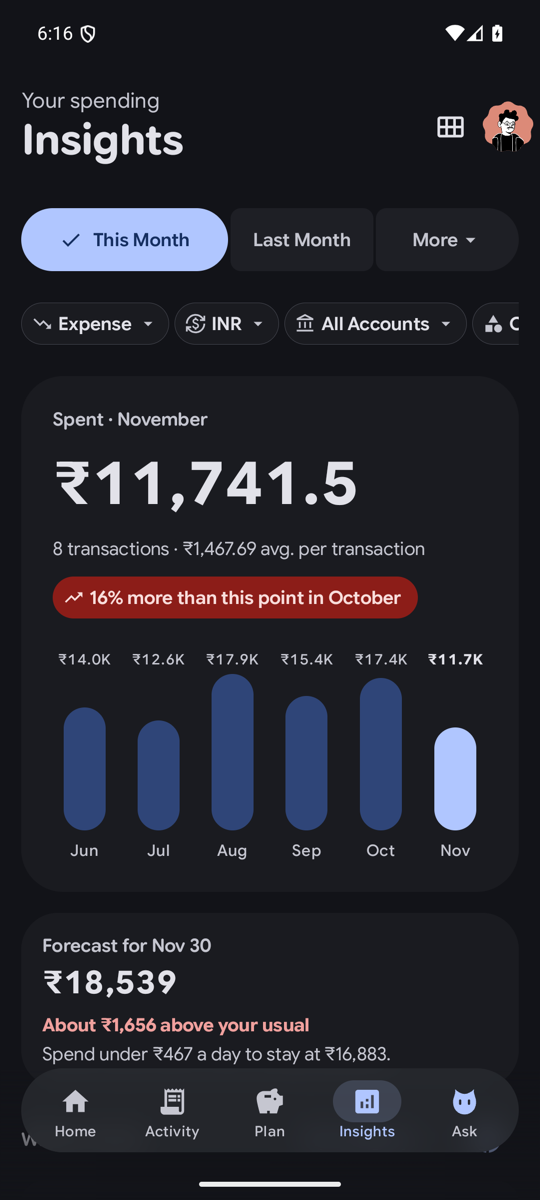 6:16
Your spending
Insights
This Month
Last Month
More
Expense
INR
All Accounts
Spent · November
₹11,741.5
8 transactions · ₹1,467.69 avg. per transaction
16% more than this point in October
₹14.0K ₹12.6K ₹17.9K ₹15.4K ₹17.4K ₹11.7K
Jun Jul Aug Sep Oct Nov
Forecast for Nov 30
₹18,539
About ₹1,656 above your usual
Spend under ₹467 a day to stay at ₹16,883.
Home Activity Plan Insights Ask